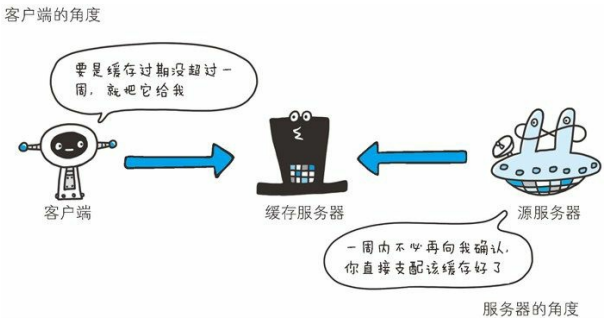 客户端的角度
要是缓存过期没超过一
周，就把它给我
客户端
缓存服务器
源服务器
一周内不必再向我确认，
你直接支配该缓存好了
服务器的角度